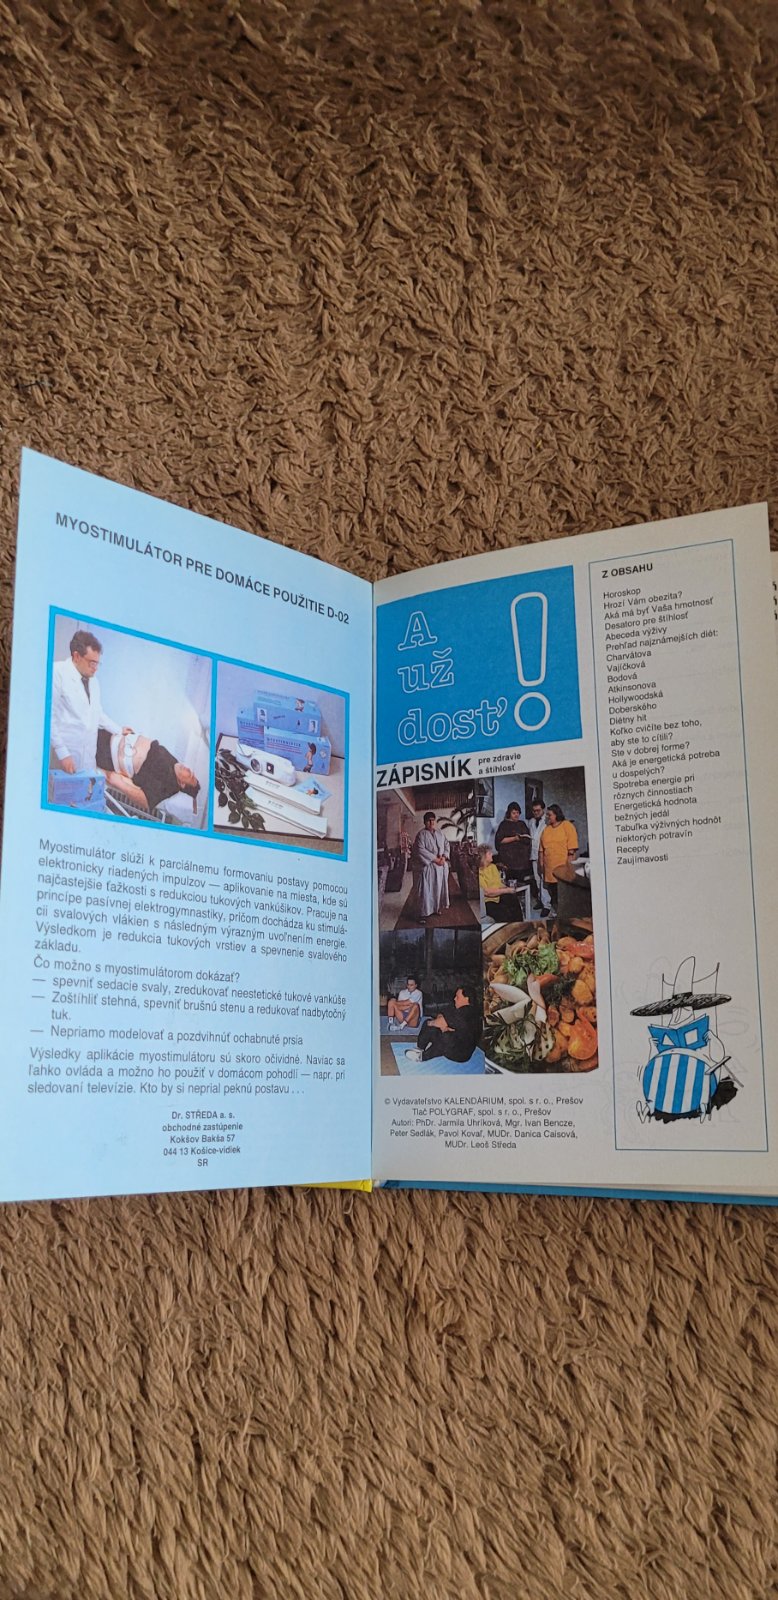 MYOSTIMULÁTOR PRE DOMÁCE POUŽITIE D-02
Myostimulátor slúži k parciálnemu formovaniu postavy pomocou
elektronicky riadených impulzov — aplikovanie na miesta, kde sú
najčastejšie ťažkosti s redukciou tukových vankúšikov. Pracuje na
princípe pasívnej elektrogymnastiky, pričom dochádza ku stimulá-
cii svalových vlákien s následným výrazným uvoľnením energie.
Výsledkom je redukcia tukových vrstiev a spevnenie svalového
základu.
Čo možno s myostimulátorom dokázať?
— spevniť sedacie svaly, zredukovať neestetické tukové vankúše
— Zoštíhliť stehná, spevniť brušnú stenu a redukovať nadbytočný
tuk.
— Nepriamo modelovať a pozdvihnúť ochabnuté prsia
Výsledky aplikácie myostimulátoru sú skoro očividné. Naviac sa
ľahko ovláda a možno ho použiť v domácom pohodlí — napr. pri
sledovaní televízie. Kto by si neprial peknú postavu . . .
Dr. STŘEDA a. s.
obchodné zastúpenie
Kokšov Bakša 57
044 13 Košice-vidiek
SR
A
už
dosť!
ZÁPISNÍK pre zdravie
a štíhlosť
© Vydavateľstvo KALENDÁRIUM, spol. s r. o., Prešov
Tlač POLYGRAF, spol. s r. o., Prešov
Autori: PhDr. Jarmila Uhríková, Mgr. Ivan Bencze,
Peter Sedlák, Pavol Kovaľ, MUDr. Danica Caisová,
MUDr. Leoš Středa
Z OBSAHU
Horoskop
Hrozí Vám obezita?
Aká má byť Vaša hmotnosť
Desatoro pre štíhlosť
Abeceda výživy
Prehľad najznámejších diét:
Charvátova
Vajíčková
Bodová
Atkinsonova
Hollywoodská
Doberského
Diétny hit
Koľko cvičíte bez toho,
aby ste to cítili?
Ste v dobrej forme?
Aká je energetická potreba
u dospelých?
Spotreba energie pri
rôznych činnostiach
Energetická hodnota
bežných jedál
Tabuľka výživných hodnôt
niektorých potravín
Recepty
Zaujímavosti